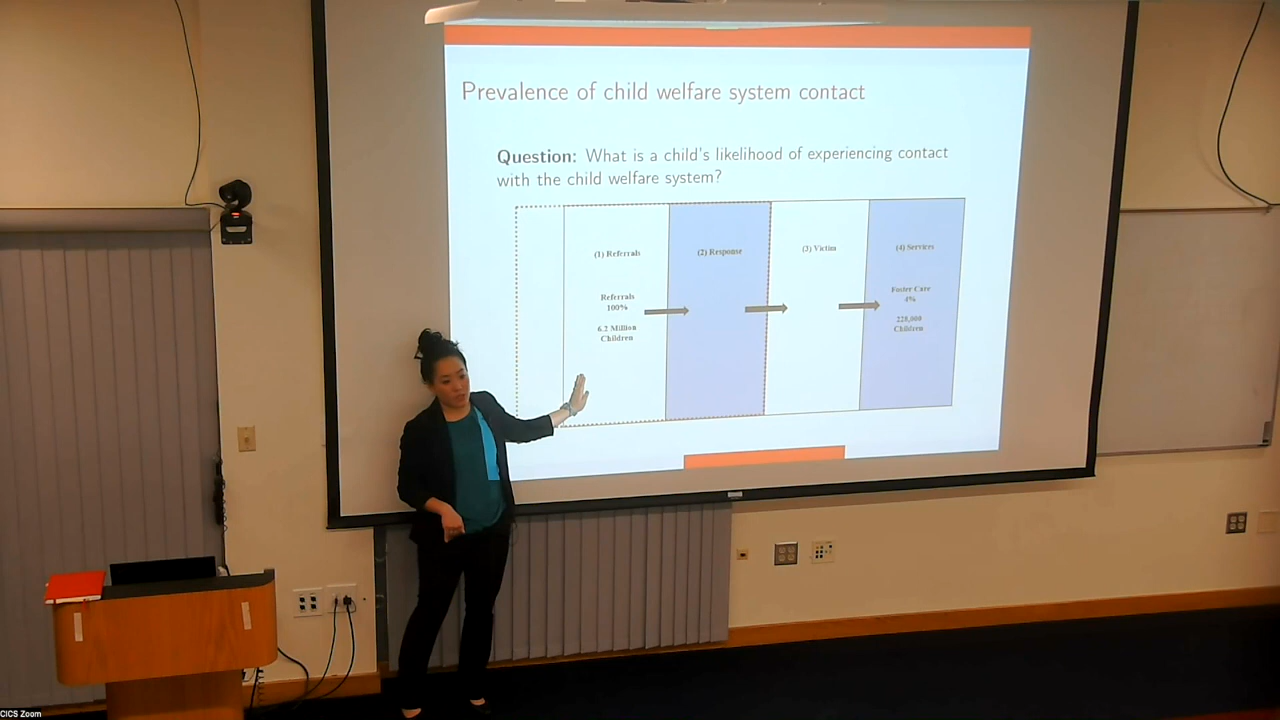 Prevalence of child welfare system contact
Question: What is a child's likelihood of experiencing contact
with the child welfare system?
(1) Referrals
(2) Response
(3) Victim
(4) Services
Referrals
100%
6.2 Million
Children
Foster Care
4%
228,000
Children
CICS Zoom